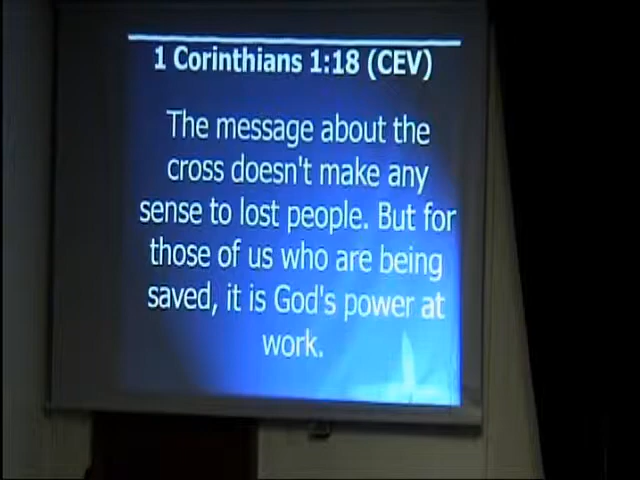 1 Corinthians 1:18 (CEV)
The message about the
cross doesn't make any
sense to lost people. But for
those of us who are being
saved, it is God's power at
work.